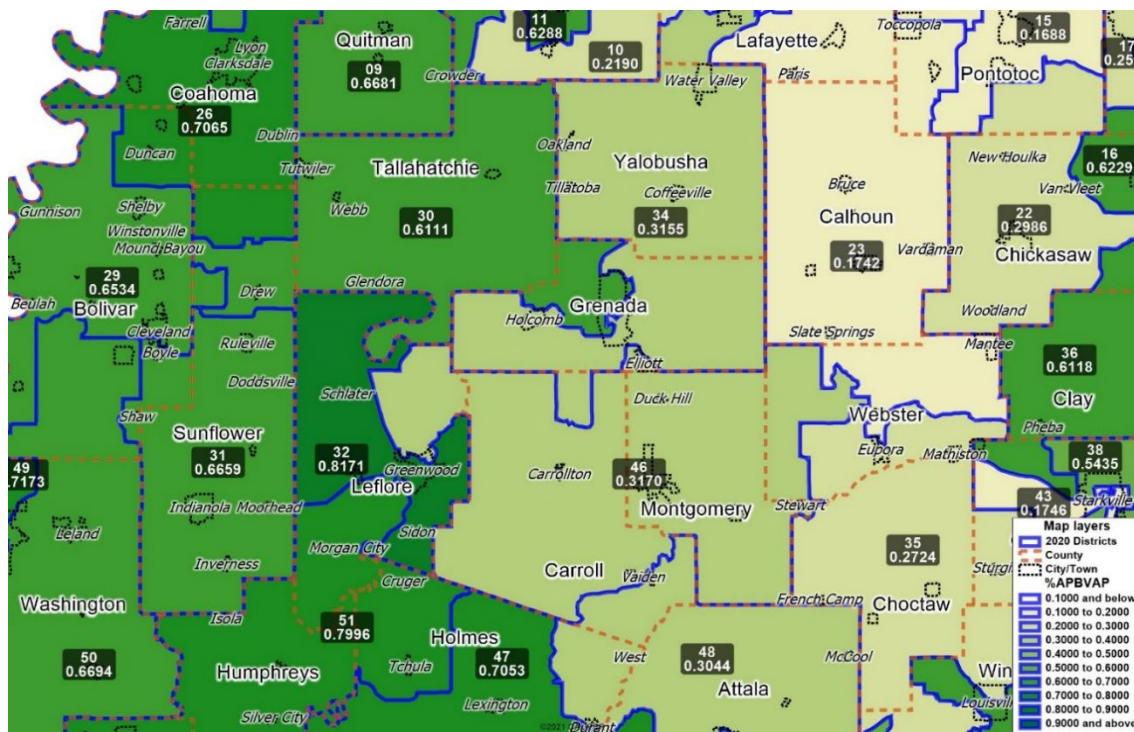 Farrell
Lyon
Clarksdale
Coahoma
26
0.7065
Quitman
09
0.6681
Crowder
11
0.6288
10
0.2190
Lafayette
Toccopola
15
0.1688
Pontotoc
Water Valley
Paris
Duncan
Dublin
Tutwiler
Tallahatchie
Oakland
Yalobusha
Tillatoba
Coffeeville
34
0.3155
New Houlka
Van Vleet
16
0.6229
Bruce
Calhoun
22
0.2986
Chickasaw
23
0.1742
Vardaman
Gunnison
Shelby
Winstonville
Mound Bayou
Webb
30
0.6111
29
0.6534
Beulah
Bolivar
Drew
Glendora
Grenada
Holcomb
Woodland
Cleveland
Boyle
Ruleville
Elliott
Slate Springs
Mantee
36
0.6118
Clay
Doddsville
Schlater
Duck Hill
Webster
Pheba
Shaw
Sunflower
31
0.6659
32
0.8171
Leflore
Greenwood
Carrollton
46
0.3170
Montgomery
Eupora
Mathiston
38
0.5435
Starkville
49
0.7173
Indianola
Moorhead
Stewart
43
0.1746
Leland
Sidon
Morgan City
35
0.2724
Inverness
Cruger
Carroll
Vaiden
French Camp
Choctaw
Washington
Isola
51
0.7996
Holmes
47
0.7053
West
48
0.3044
McCool
50
0.6694
Humphreys
Tchula
Attala
Silver City
Lexington
Durant
Map layers
2020 Districts
County
City/Town
%APBVAP
0.1000 and below
0.1000 to 0.2000
0.2000 to 0.3000
0.3000 to 0.4000
0.4000 to 0.5000
0.5000 to 0.6000
0.6000 to 0.7000
0.7000 to 0.8000
0.8000 to 0.9000
0.9000 and above